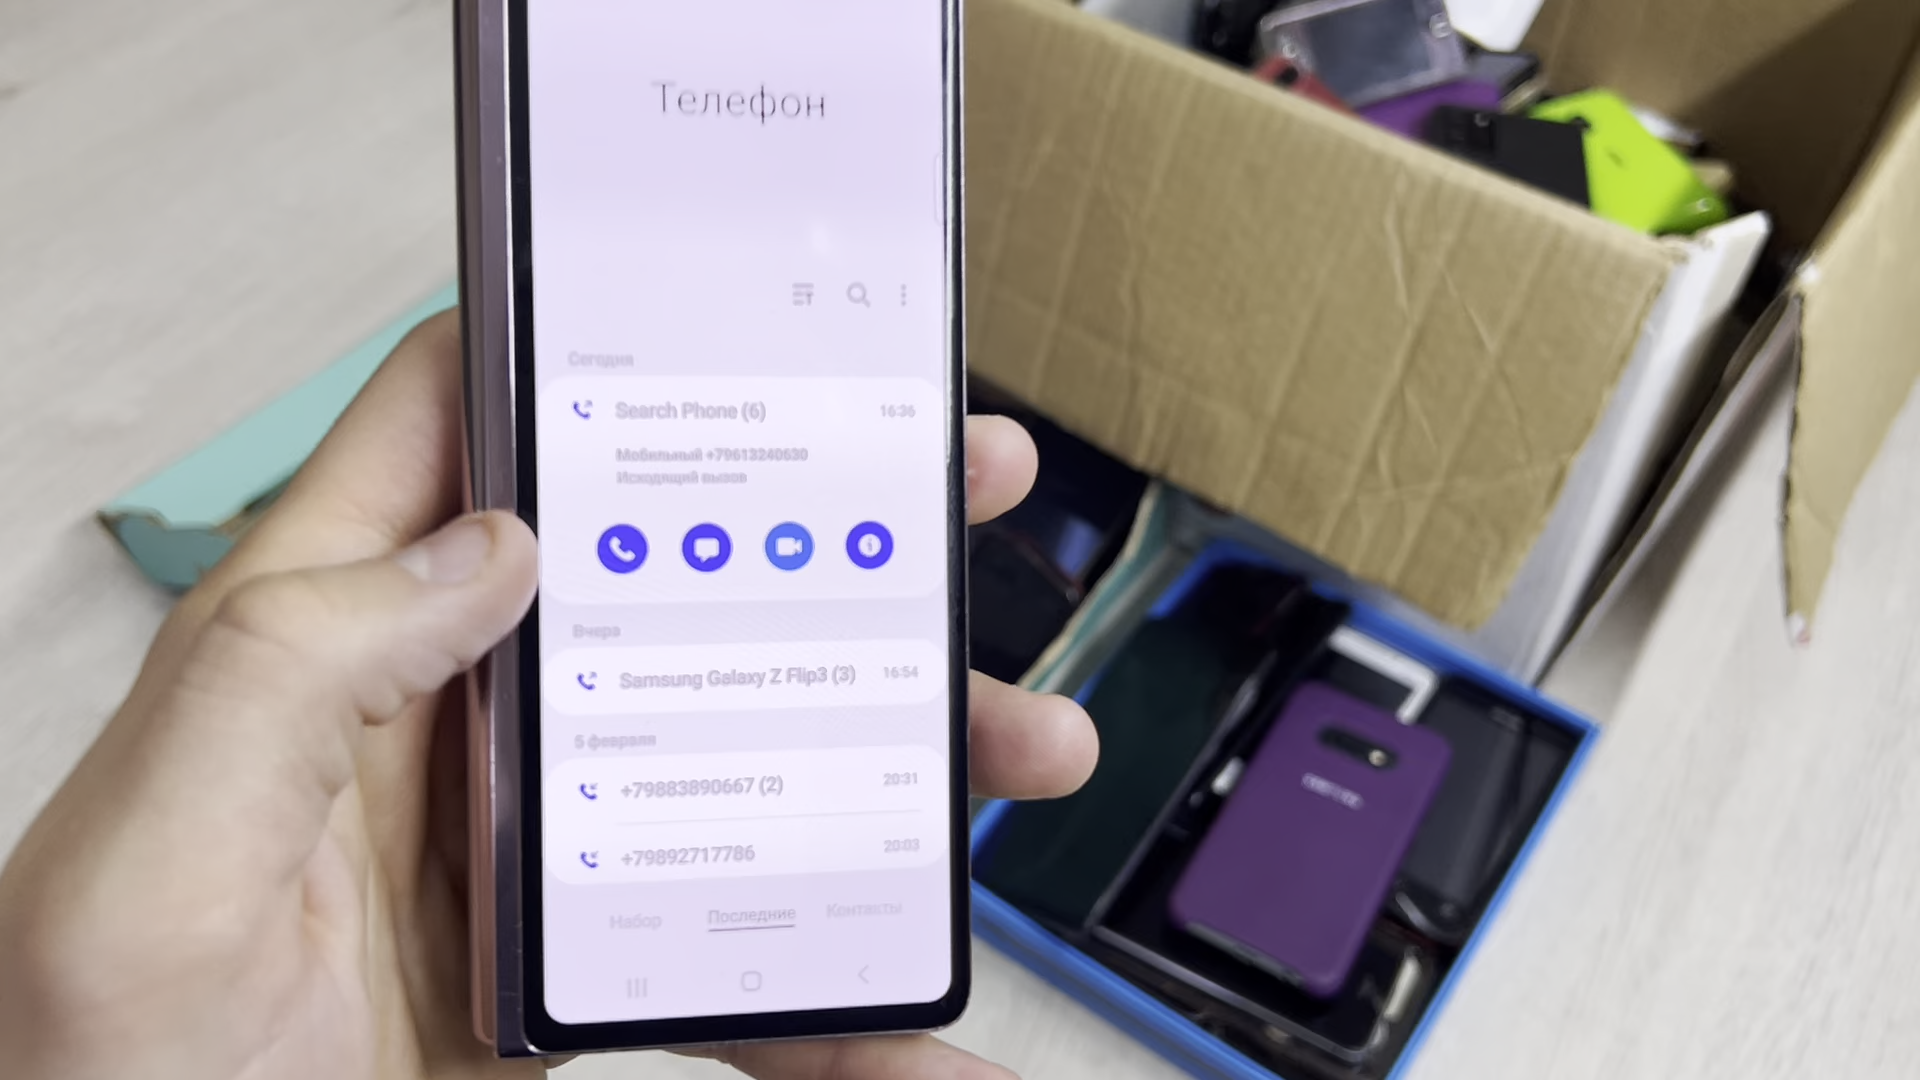 Телефон
Сегодня
Search Phone (6) 16:36
Мобильный +79613240630
Исходящий вызов
Вчера
Samsung Galaxy Z Flip3 (3) 16:54
5 февраля
+79883890667 (2) 20:31
+79892717786 20:03
Набор Последние Контакты